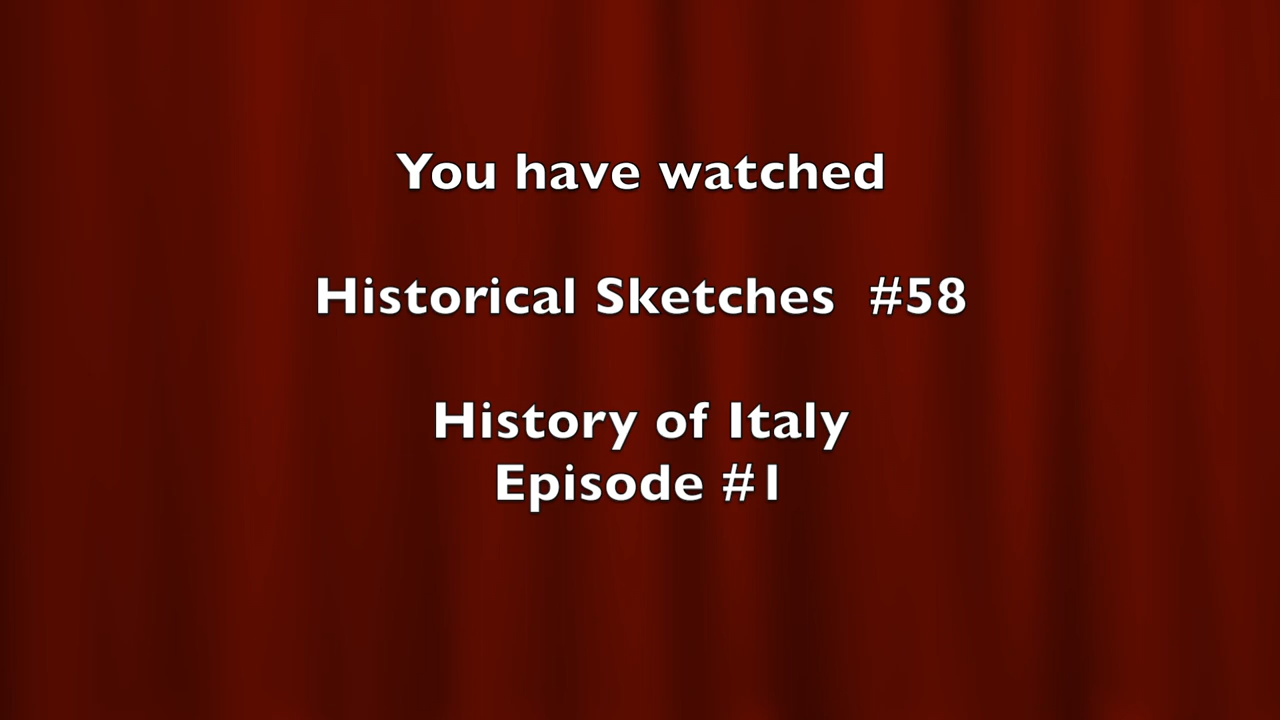 You have watched
Historical Sketches  #58
History of Italy
Episode #1